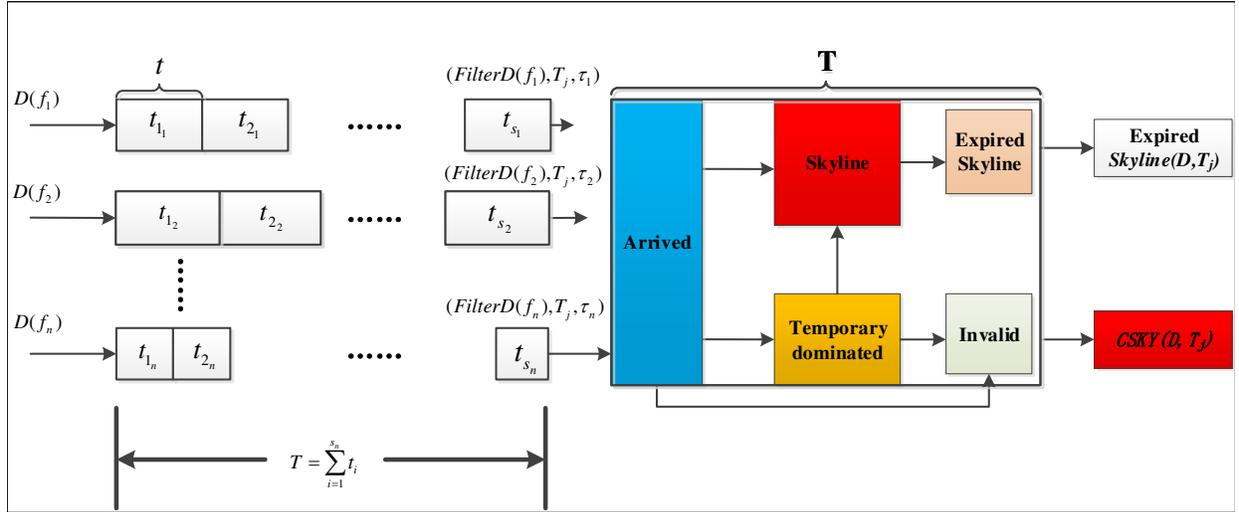 t
T
(FilterD(f₁),Tⱼ,τ₁)
D(f₁)
t₁₁
t₂₁
......
tₛ₁
Expired
Skyline
Expired
Skyline(D,Tⱼ)
Skyline
(FilterD(f₂),Tⱼ,τ₂)
D(f₂)
t₁₂
t₂₂
......
tₛ₂
Arrived
(FilterD(fₙ),Tⱼ,τₙ)
D(fₙ)
t₁ₙ
t₂ₙ
......
tₛₙ
Temporary
dominated
Invalid
CSKY(D, Tⱼ)
T = ∑_{i=1}^{sₙ} tᵢ